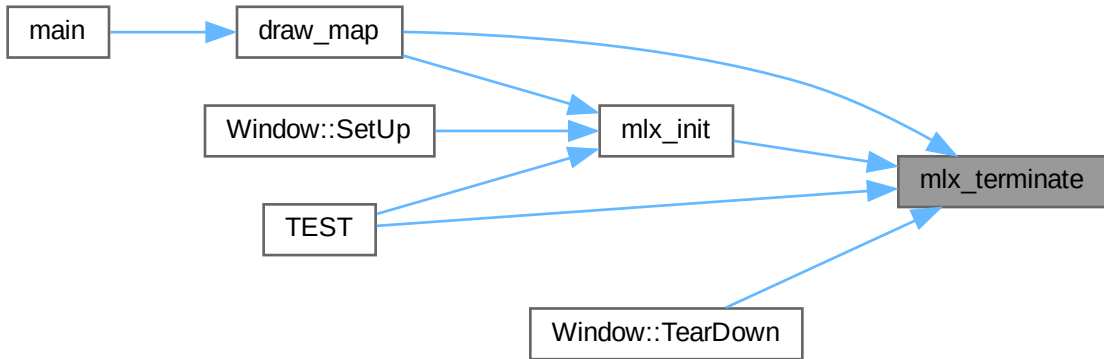 main
draw_map
Window::SetUp
mlx_init
mlx_terminate
TEST
Window::TearDown